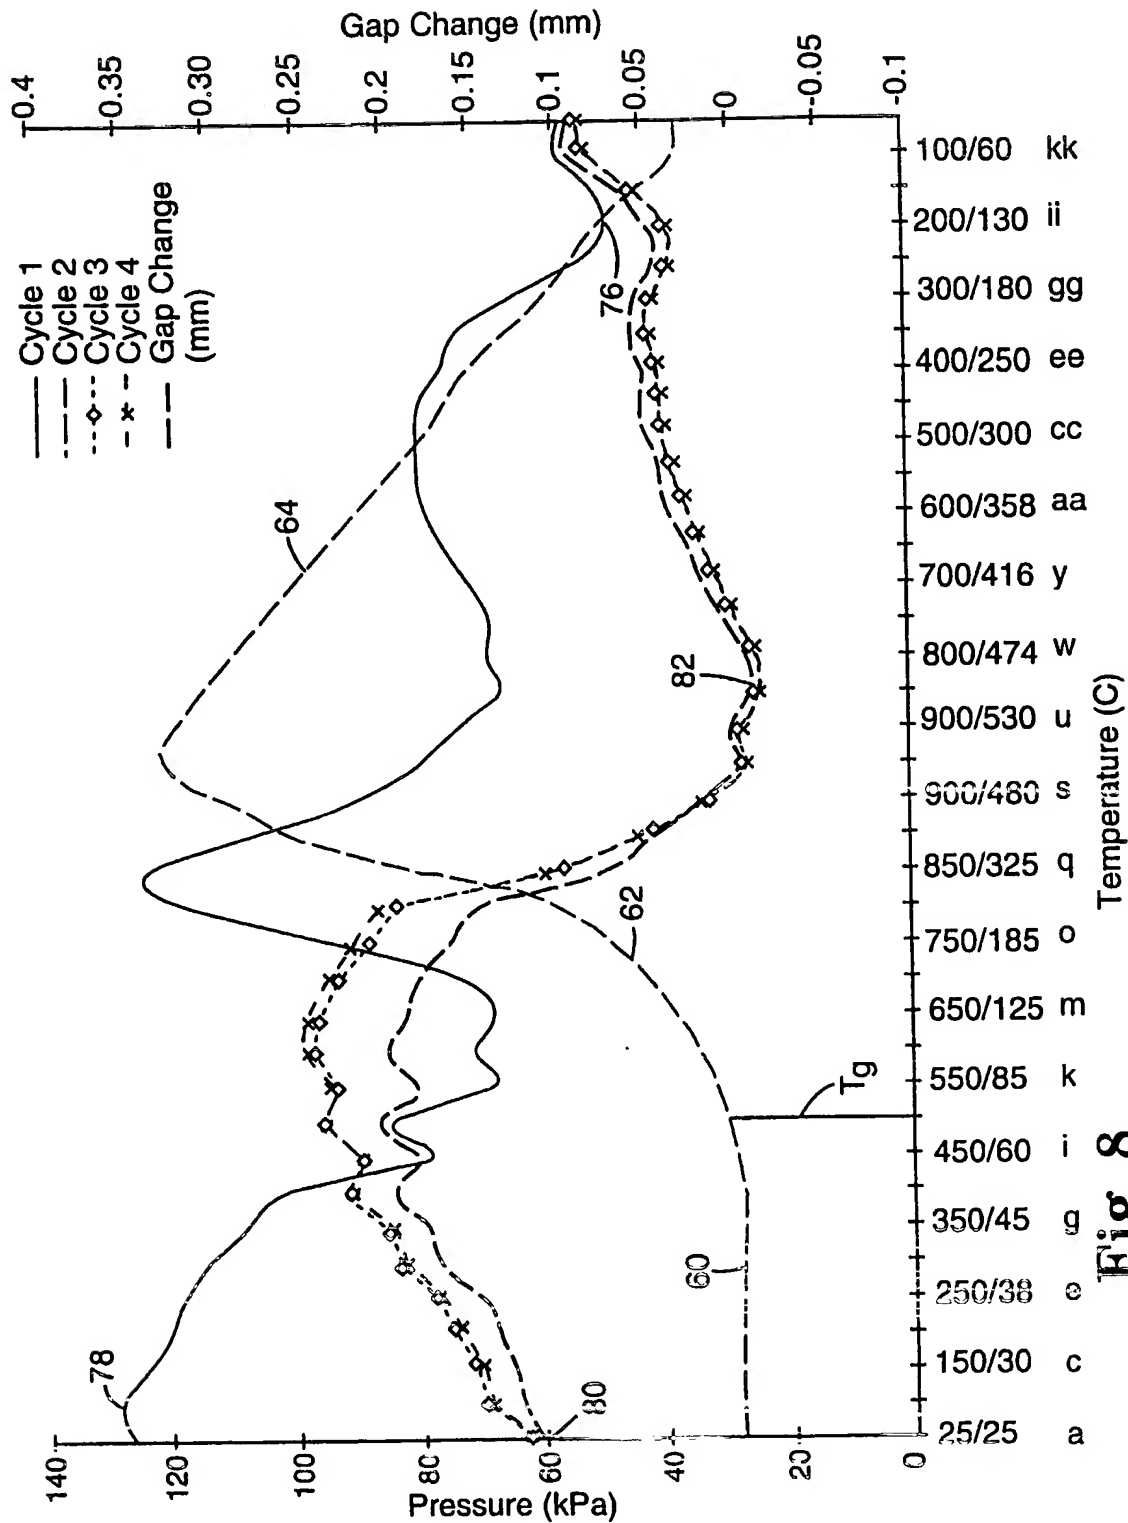 Cycle 1
Cycle 2
Cycle 3
Cycle 4
Gap Change
(mm)
Pressure (kPa)
140
120
100
80
60
40
20
0
Gap Change (mm)
-0.4
-0.35
-0.30
-0.25
-0.20
-0.15
-0.1
-0.05
-0
-0.05
-0.1
78
80
60
62
64
76
82
Tg
25/25 a
150/30 c
250/38 e
350/45 g
450/60 i
550/85 k
650/125 m
750/185 o
850/325 q
900/480 s
900/530 u
800/474 w
700/416 y
600/358 aa
500/300 cc
400/250 ee
300/180 gg
200/130 ii
100/60 kk
Temperature (C)
Fig 8